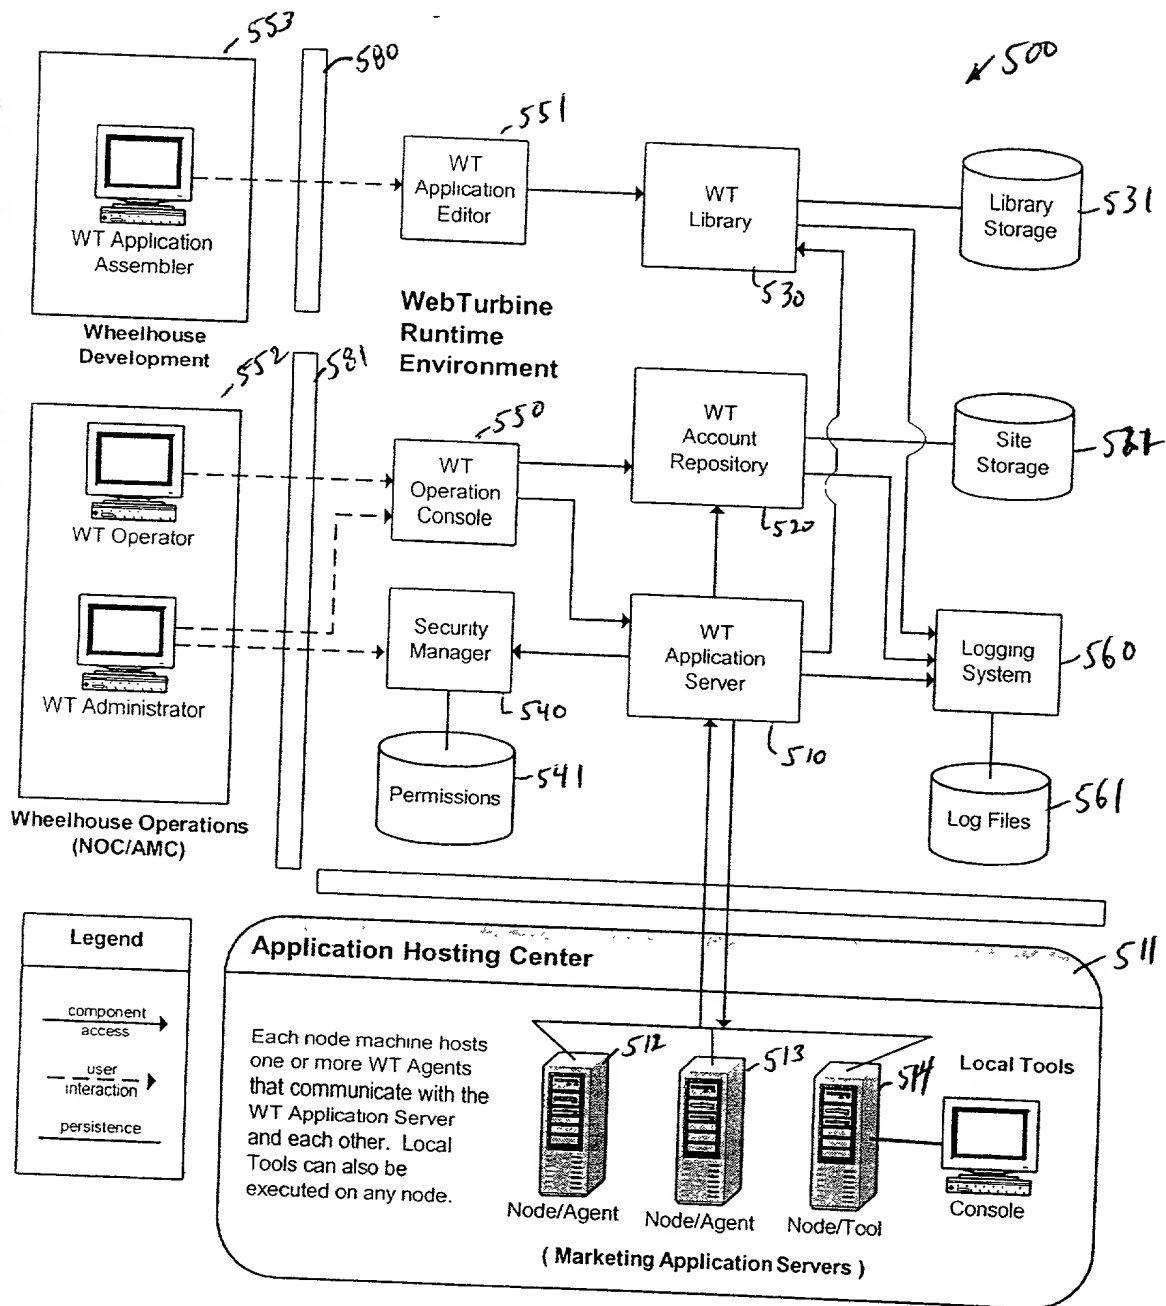 553
580
500
551
WT
Application
Editor
WT
Library
Library
Storage
531
WT Application
Assembler
530
Wheelhouse
Development
WebTurbine
Runtime
Environment
552
581
550
WT
Operation
Console
WT
Account
Repository
Site
Storage
WT Operator
520
Security
Manager
WT
Application
Server
Logging
System
560
WT Administrator
540
510
Permissions
541
Log Files
561
Wheelhouse Operations
(NOC/AMC)
Legend
component
access
user
interaction
persistence
Application Hosting Center
511
Each node machine hosts
one or more WT Agents
that communicate with the
WT Application Server
and each other. Local
Tools can also be
executed on any node.
512
513
514
Local Tools
Node/Agent
Node/Agent
Node/Tool
Console
( Marketing Application Servers )